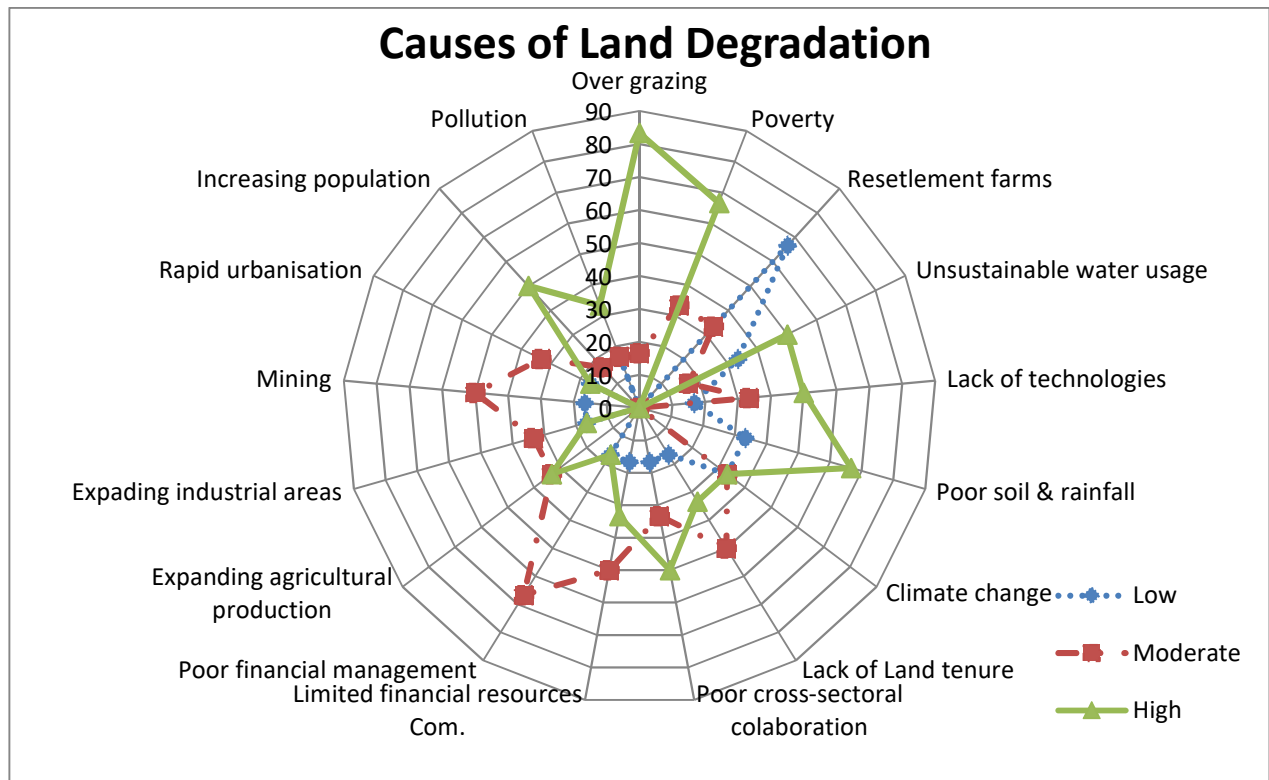 Causes of Land Degradation
Over grazing
Poverty
Resetlement farms
Unsustainable water usage
Lack of technologies
Poor soil & rainfall
Climate change
Lack of Land tenure
Poor cross-sectoral
colaboration
Limited financial resources
Com.
Poor financial management
Expanding agricultural
production
Expading industrial areas
Mining
Rapid urbanisation
Increasing population
Pollution
90
80
70
60
50
40
30
20
10
0
Low
Moderate
High